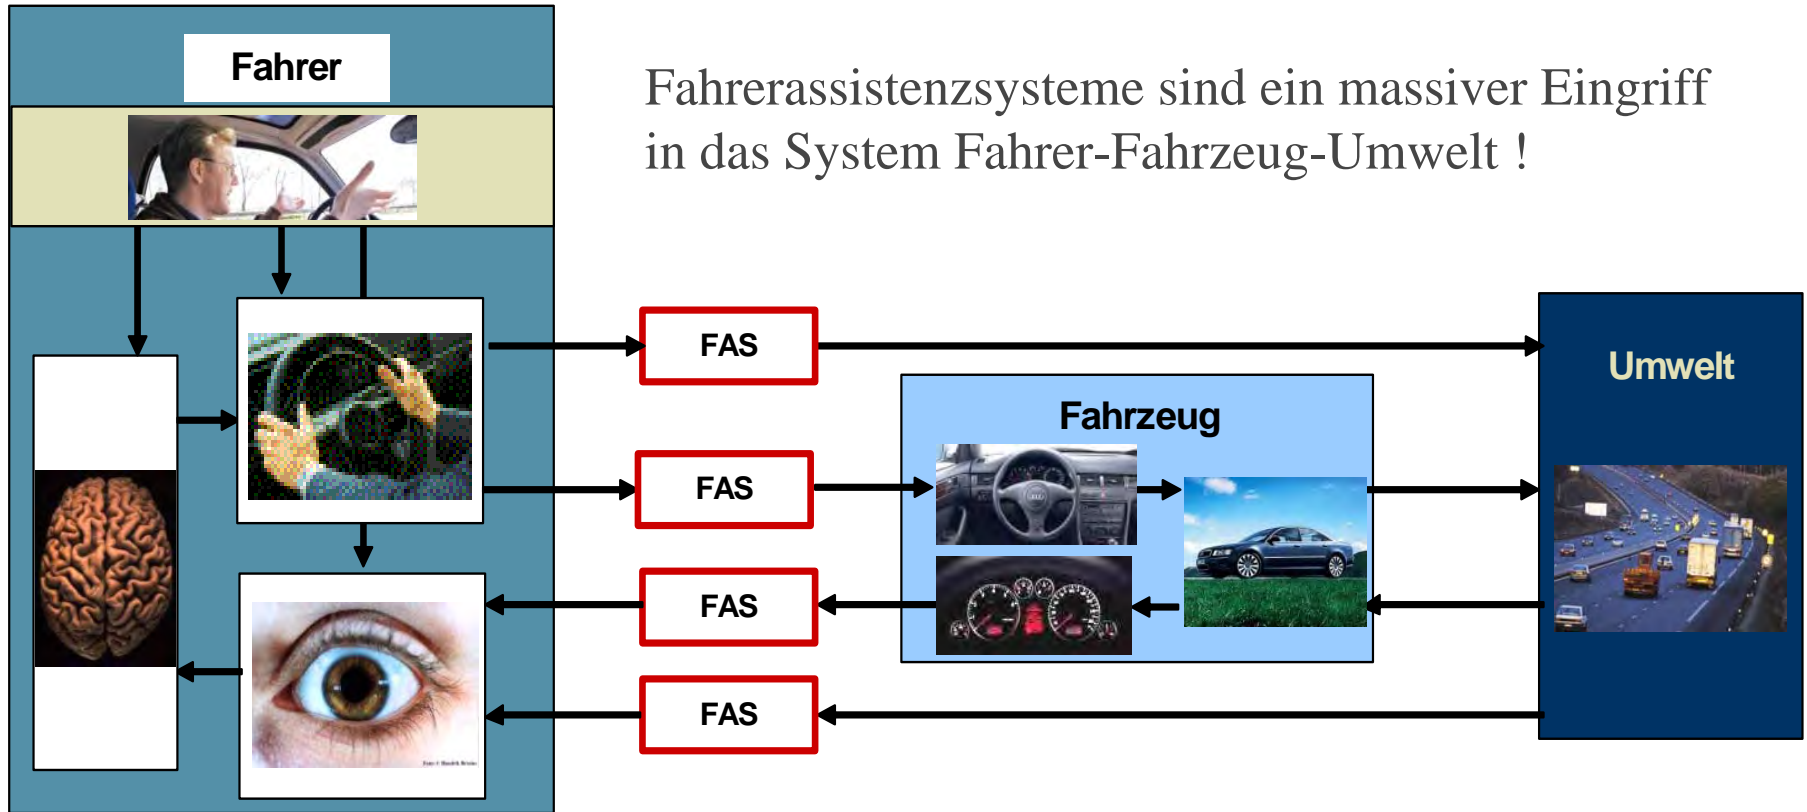 Fahrer
Fahrerassistenzsysteme sind ein massiver Eingriff
in das System Fahrer-Fahrzeug-Umwelt !
FAS
Umwelt
Fahrzeug
FAS
FAS
FAS